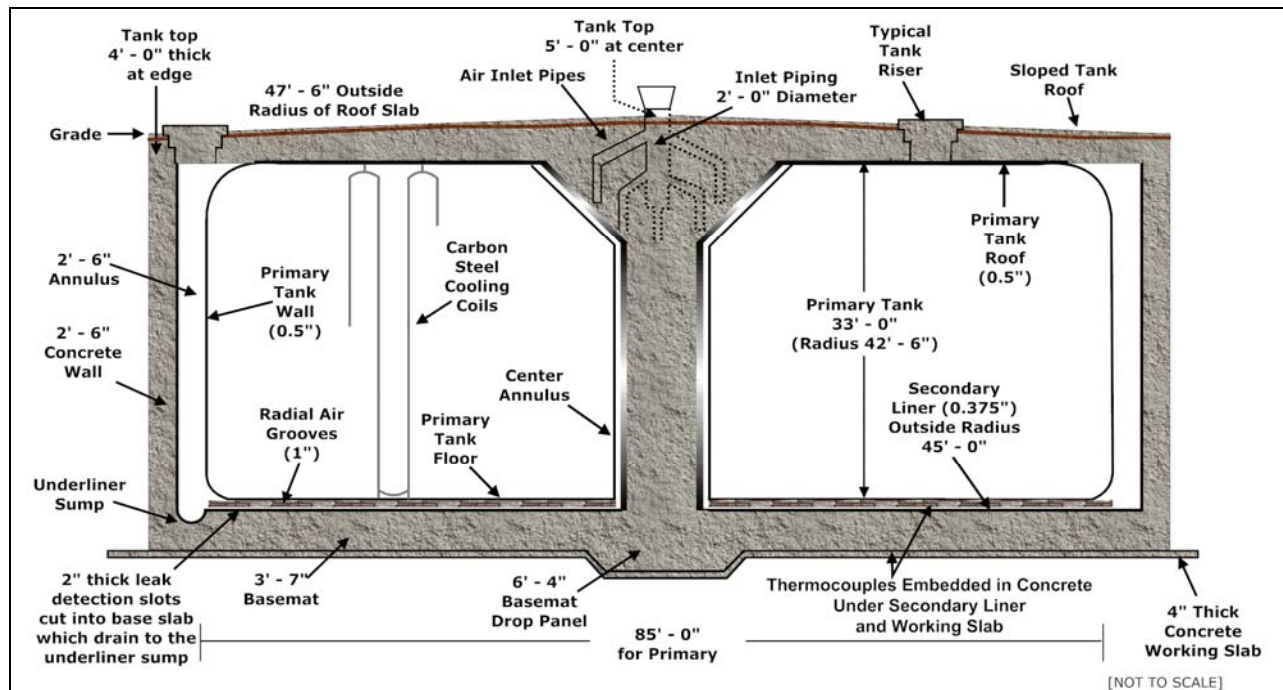 Tank top
4' - 0" thick
at edge
47' - 6" Outside
Radius of Roof Slab
Air Inlet Pipes
Tank Top
5' - 0" at center
Inlet Piping
2' - 0" Diameter
Typical
Tank
Riser
Sloped Tank
Roof
Grade
2' - 6"
Annulus
Primary
Tank
Wall
(0.5")
Carbon
Steel
Cooling
Coils
Primary
Tank
Roof
(0.5")
Primary Tank
33' - 0"
(Radius 42' - 6")
2' - 6"
Concrete
Wall
Center
Annulus
Secondary
Liner (0.375")
Outside Radius
45' - 0"
Radial Air
Grooves
(1")
Primary
Tank
Floor
Underliner
Sump
2" thick leak
detection slots
cut into base slab
which drain to the
underliner sump
3' - 7"
Basemat
6' - 4"
Basemat
Drop Panel
Thermocouples Embedded in Concrete
Under Secondary Liner
and Working Slab
4" Thick
Concrete
Working Slab
85' - 0"
for Primary
[NOT TO SCALE]